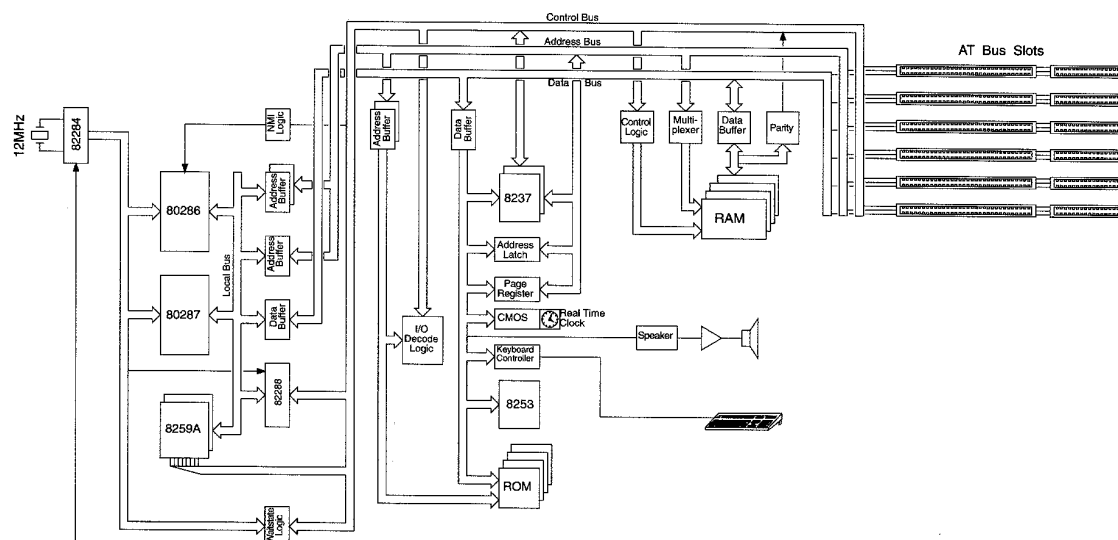 Control Bus
Address Bus
Data Bus
AT Bus Slots
12MHz
82284
NMI
Logic
Address
Buffer
Data
Buffer
Control
Logic
Multi-
plexer
Data
Buffer
Parity
80286
Address
Buffer
8237
RAM
Local Bus
Address
Buffer
Address
Latch
Page
Register
80287
Data
Buffer
CMOS
Real Time
Clock
I/O
Decode
Logic
Speaker
Keyboard
Controller
82288
8253
8259A
ROM
Waitstate
Logic